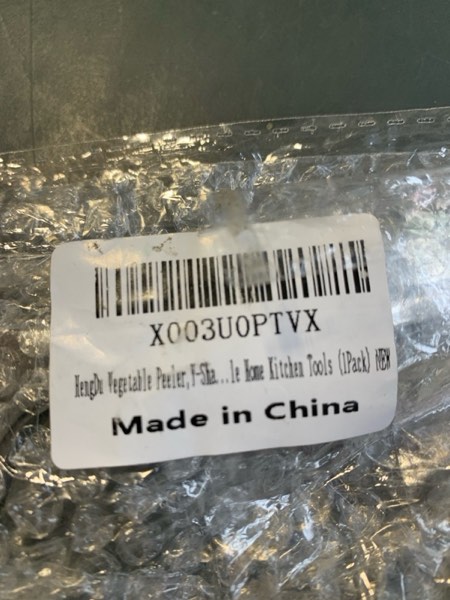 X003U0PTVX
HengDu Vegetable Peeler,Y-Sha...le Home Kitchen Tools (1Pack) NEW
Made in China